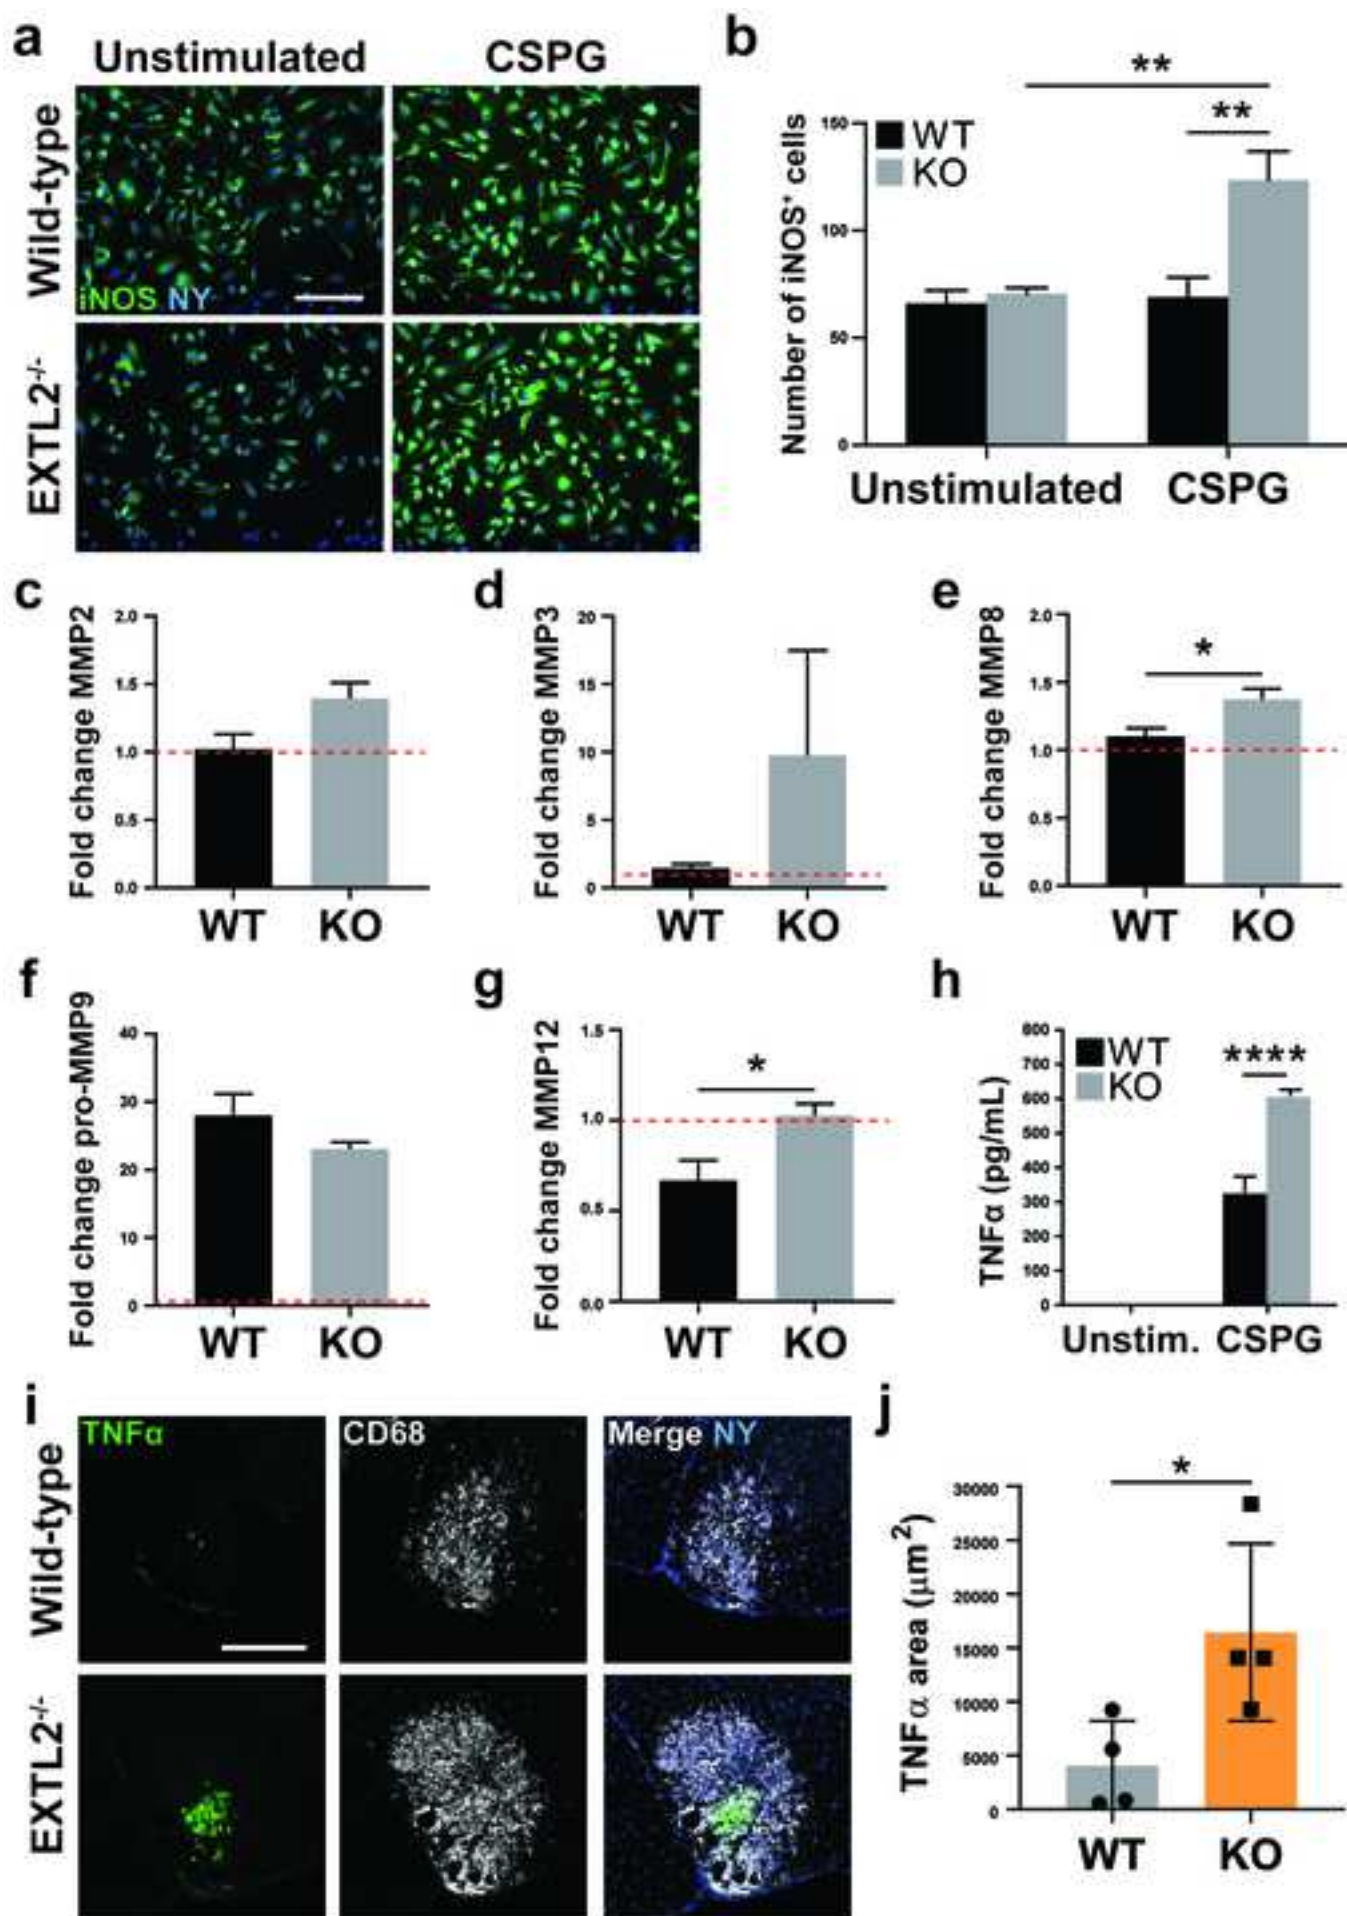 a
Unstimulated
CSPG
Wild-type
iNOS NY
EXTL2-/-
b
**
**
WT
KO
Number of iNOS+ cells
150
100
50
0
Unstimulated CSPG
c
Fold change MMP2
2.0
1.5
1.0
0.5
0.0
WT KO
d
Fold change MMP3
20
15
10
5
0
WT KO
e
Fold change MMP8
2.0
1.5
1.0
0.5
0.0
*
WT KO
f
Fold change pro-MMP9
40
30
20
10
0
WT KO
g
Fold change MMP12
1.5
1.0
0.5
0.0
*
WT KO
h
TNFα (pg/mL)
800
700
600
500
400
300
200
100
0
WT
KO
****
Unstim. CSPG
i
Wild-type
TNFα
CD68
Merge NY
EXTL2-/-
j
TNFα area (μm2)
30000
25000
20000
15000
10000
5000
0
*
WT KO